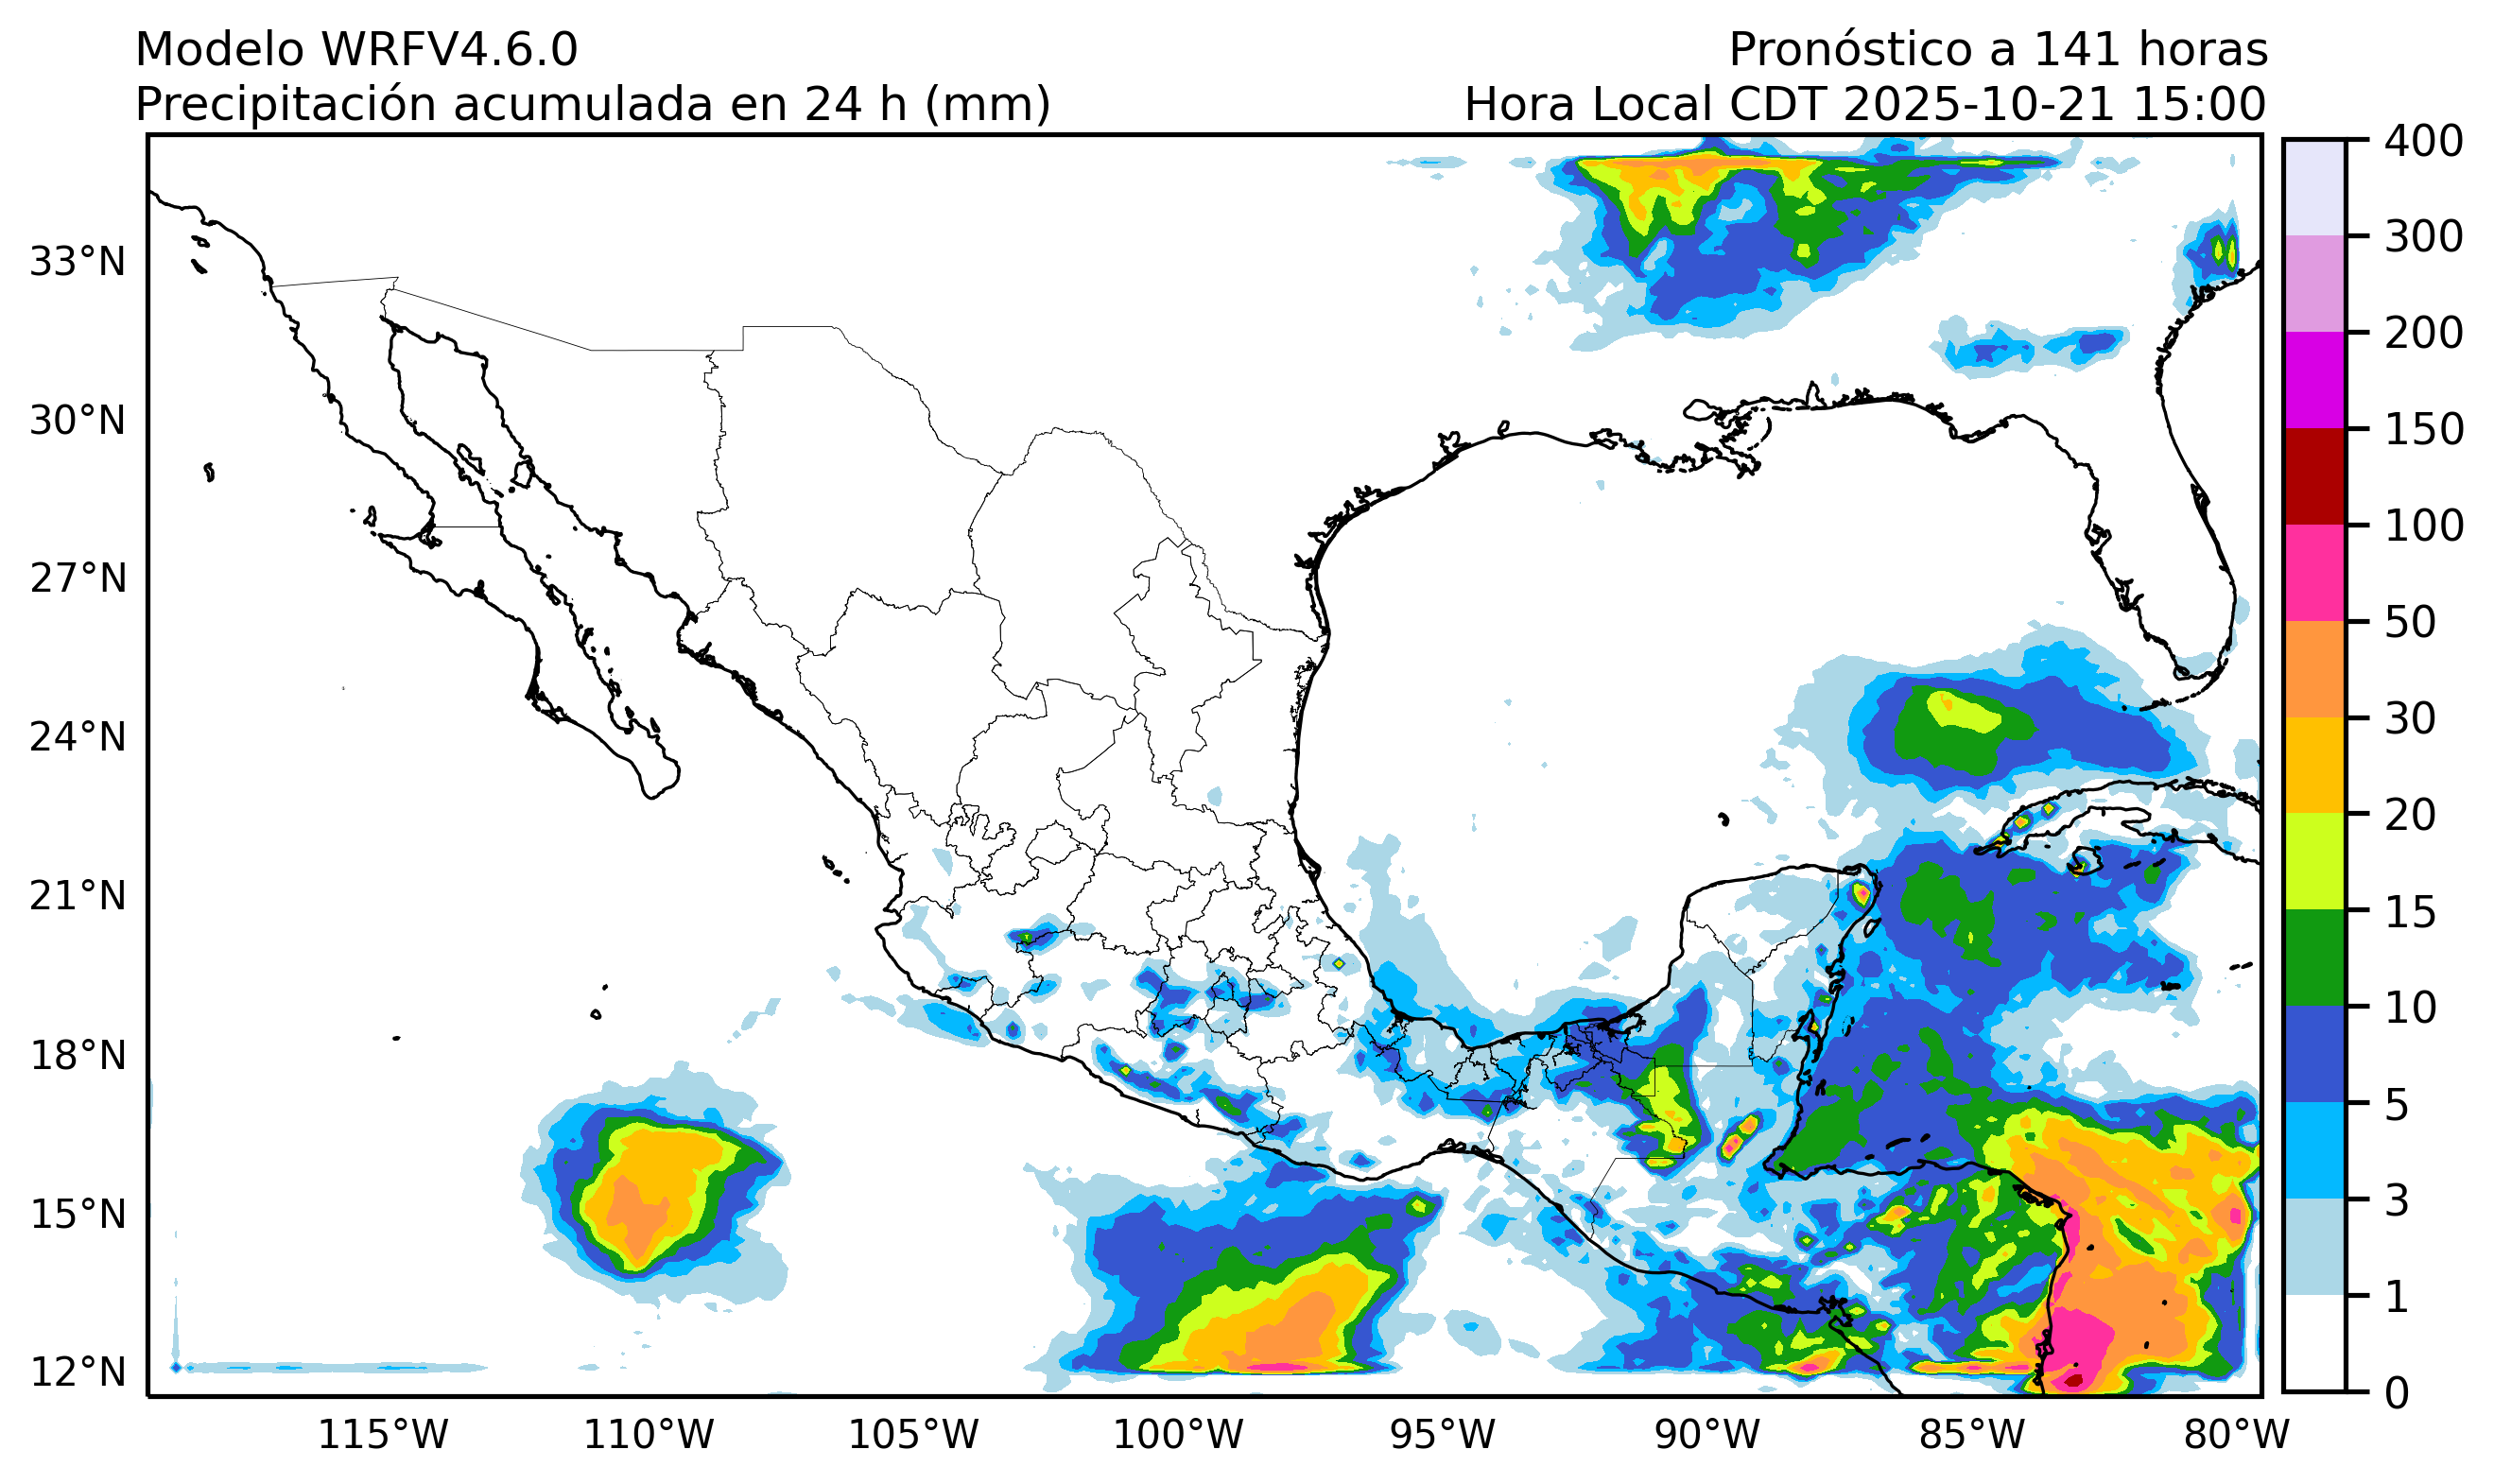 Modelo WRFV4.6.0
Pronóstico a 141 horas
Precipitación acumulada en 24 h (mm)
Hora Local CDT 2025-10-21 15:00
33°N
30°N
27°N
24°N
21°N
18°N
15°N
12°N
115°W
110°W
105°W
100°W
95°W
90°W
85°W
80°W
400
300
200
150
100
50
30
20
15
10
5
3
1
0